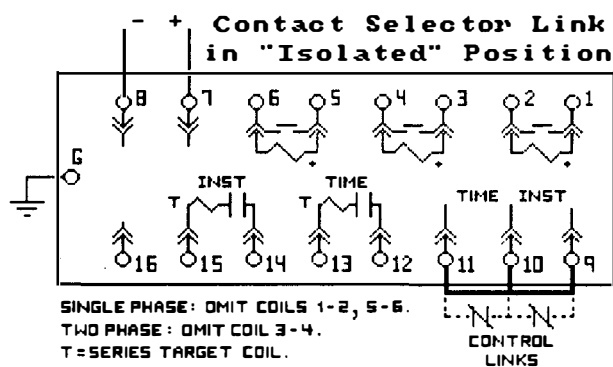 - + Contact Selector Link
in "Isolated" Position
8 7 6 5 4 3 2 1
+ + +
G
INST TIME
T T TIME INST
16 15 14 13 12 11 10 9
SINGLE PHASE: OMIT COILS 1-2, 5-6.
TWO PHASE: OMIT COIL 3-4.
T=SERIES TARGET COIL.
CONTROL
LINKS